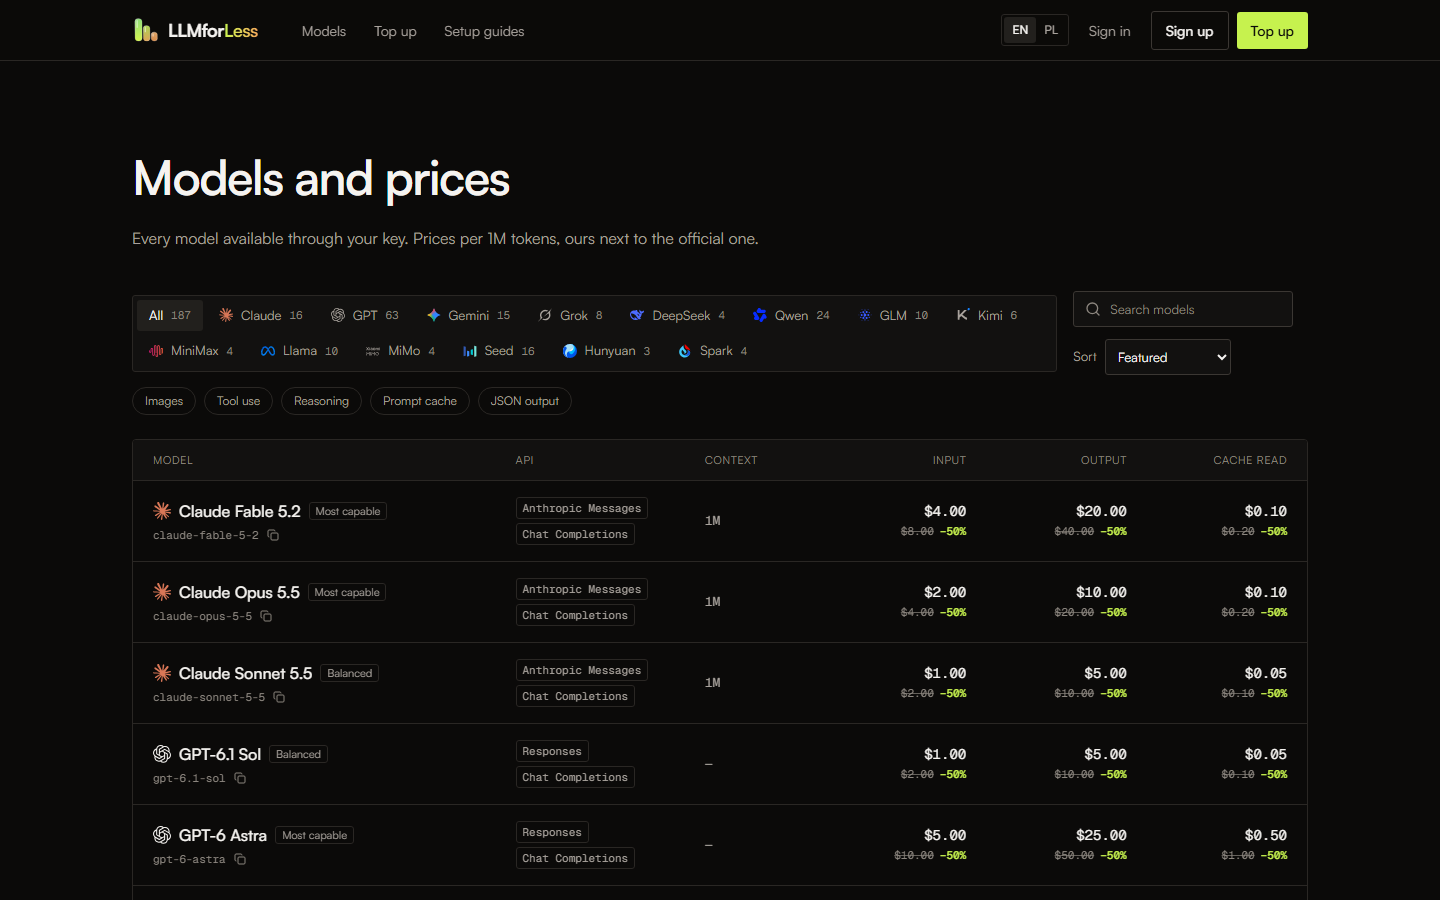 LLMforLess Models Top up Setup guides EN PL Sign in Sign up Top up
Models and prices
Every model available through your key. Prices per 1M tokens, ours next to the official one.
All 187 Claude 16 GPT 63 Gemini 15 Grok 8 DeepSeek 4 Qwen 24 GLM 10 Kimi 6
MiniMax 4 Llama 10 MiMo 4 Seed 16 Hunyuan 3 Spark 4
Search models
Sort Featured
Images Tool use Reasoning Prompt cache JSON output
MODEL API CONTEXT INPUT OUTPUT CACHE READ
Claude Fable 5.2 Most capable Anthropic Messages $4.00 $20.00 $0.10
claude-fable-5-2 Chat Completions 1M $8.00 -50% $40.00 -50% $0.20 -50%
Claude Opus 5.5 Most capable Anthropic Messages $2.00 $10.00 $0.10
claude-opus-5-5 Chat Completions 1M $4.00 -50% $20.00 -50% $0.20 -50%
Claude Sonnet 5.5 Balanced Anthropic Messages $1.00 $5.00 $0.05
claude-sonnet-5-5 Chat Completions 1M $2.00 -50% $10.00 -50% $0.10 -50%
GPT-6.1 Sol Balanced Responses $1.00 $5.00 $0.05
gpt-6.1-sol Chat Completions – $2.00 -50% $10.00 -50% $0.10 -50%
GPT-6 Astra Most capable Responses $5.00 $25.00 $0.50
gpt-6-astra Chat Completions – $10.00 -50% $50.00 -50% $1.00 -50%